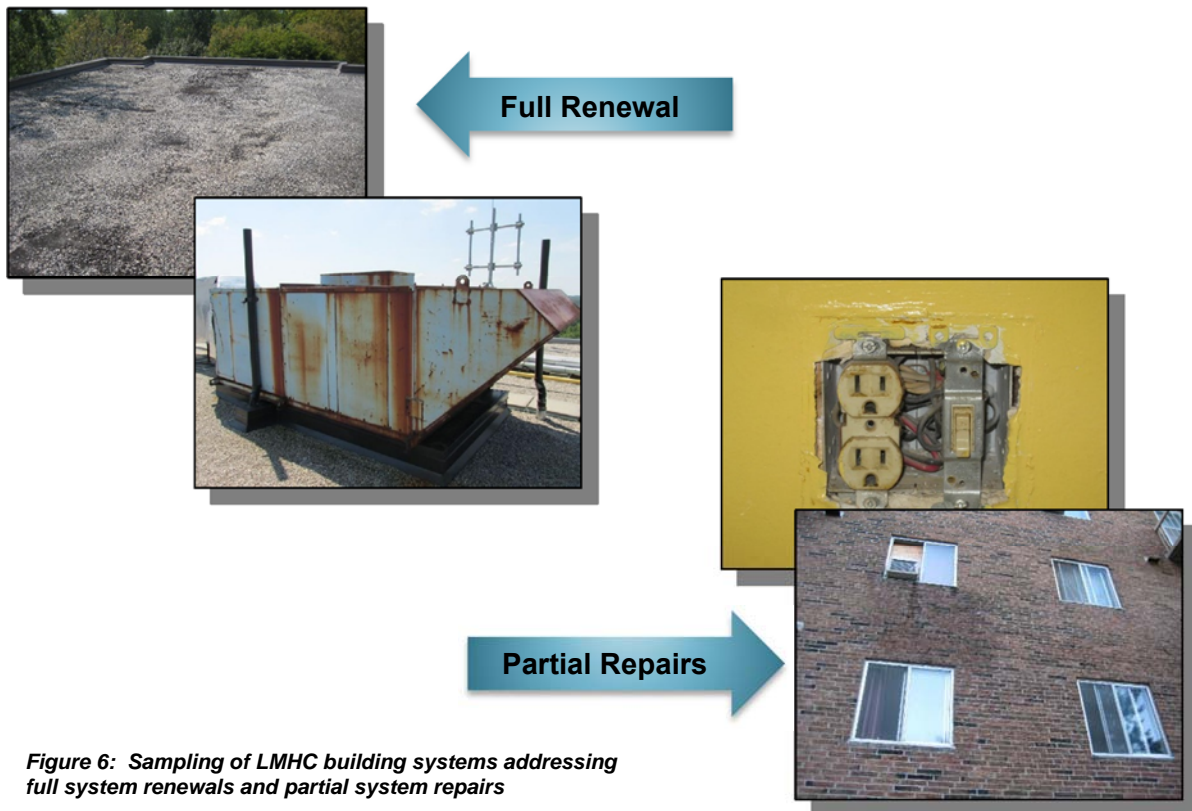 Full Renewal
Partial Repairs
Figure 6:  Sampling of LMHC building systems addressing
full system renewals and partial system repairs